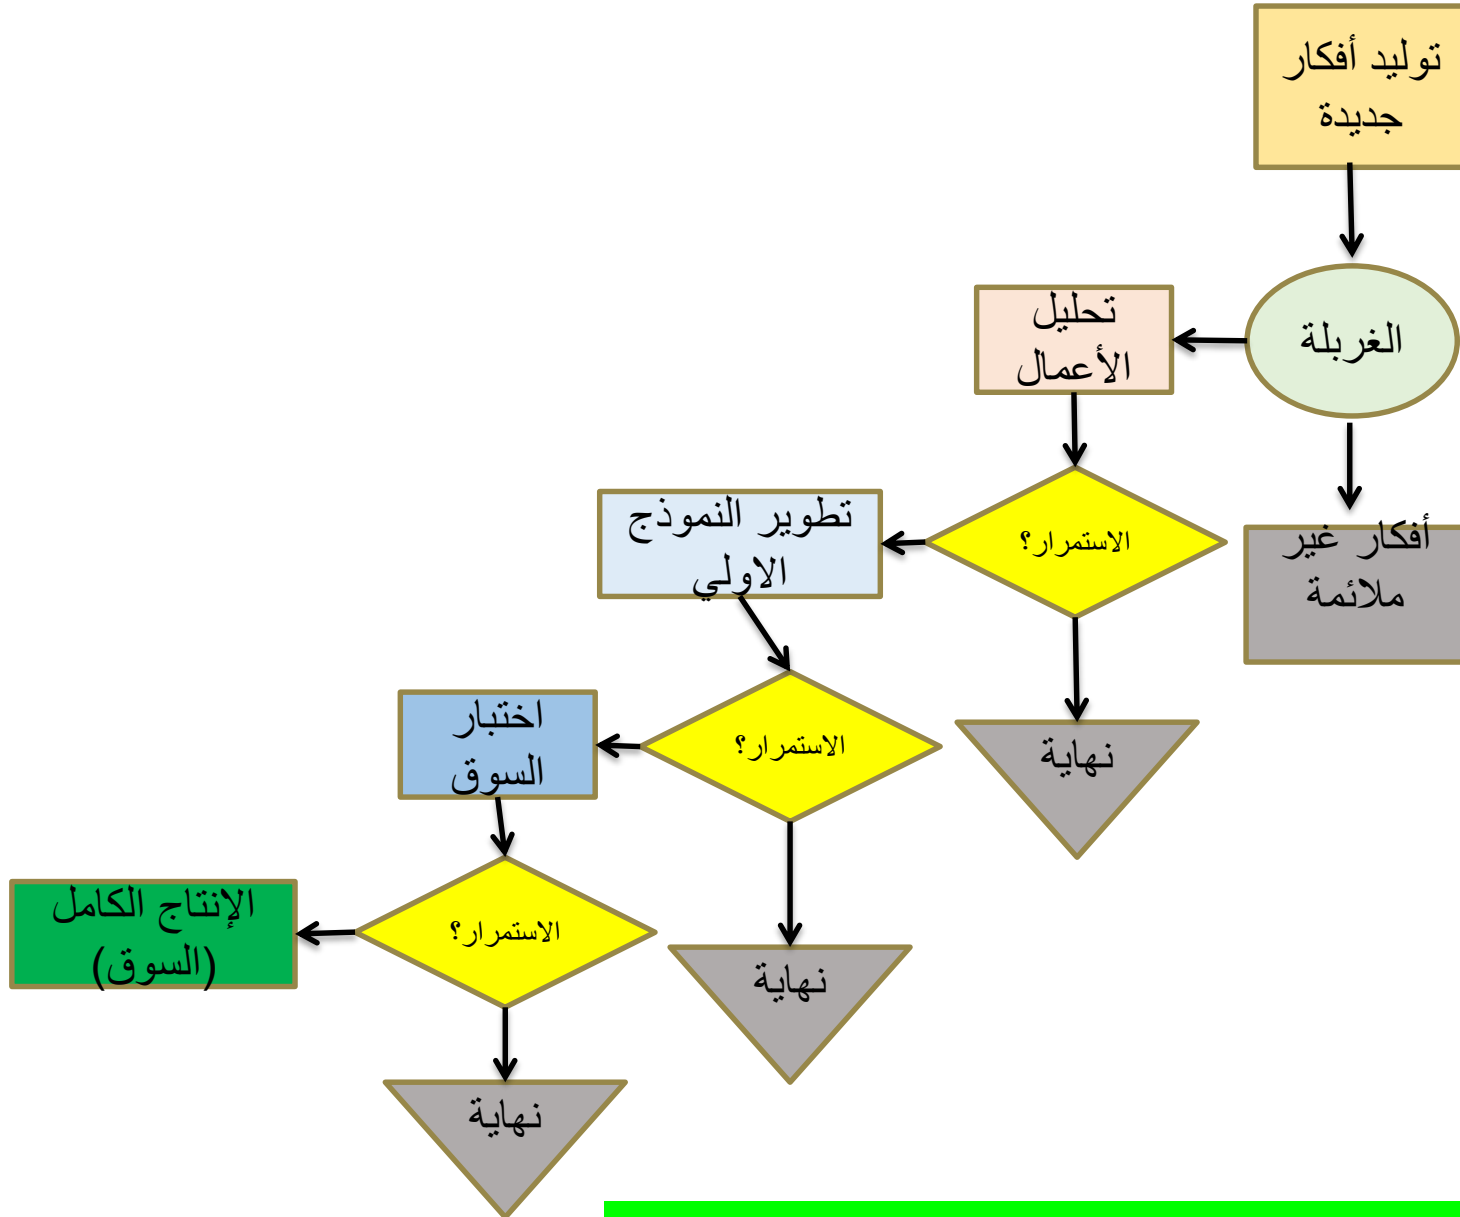 توليد أفكار
جديدة
الغربلة
تحليل
الأعمال
أفكار غير
ملائمة
الاستمرار؟
تطوير النموذج
الاولي
نهاية
الاستمرار؟
اختبار
السوق
نهاية
الاستمرار؟
الإنتاج الكامل
(السوق)
نهاية